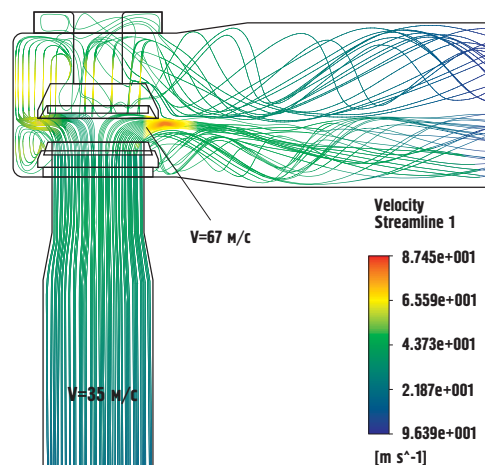 V=67 м/с
V=35 м/с
Velocity
Streamline 1
8.745e+001
6.559e+001
4.373e+001
2.187e+001
9.639e+001
[m s^-1]